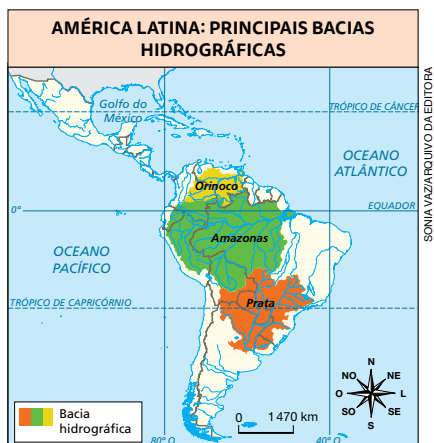 AMÉRICA LATINA: PRINCIPAIS BACIAS
HIDROGRÁFICAS
Golfo do
México
TRÓPICO DE CÂNCER
OCEANO
ATLÂNTICO
Orinoco
0°
EQUADOR
Amazonas
OCEANO
PACÍFICO
Prata
TRÓPICO DE CAPRICÓRNIO
Bacia
hidrográfica
0 1 470 km
N
NO NE
O L
SO SE
S
80° O
40° O
SONIA VAZ/ARQUIVO DA EDITORA